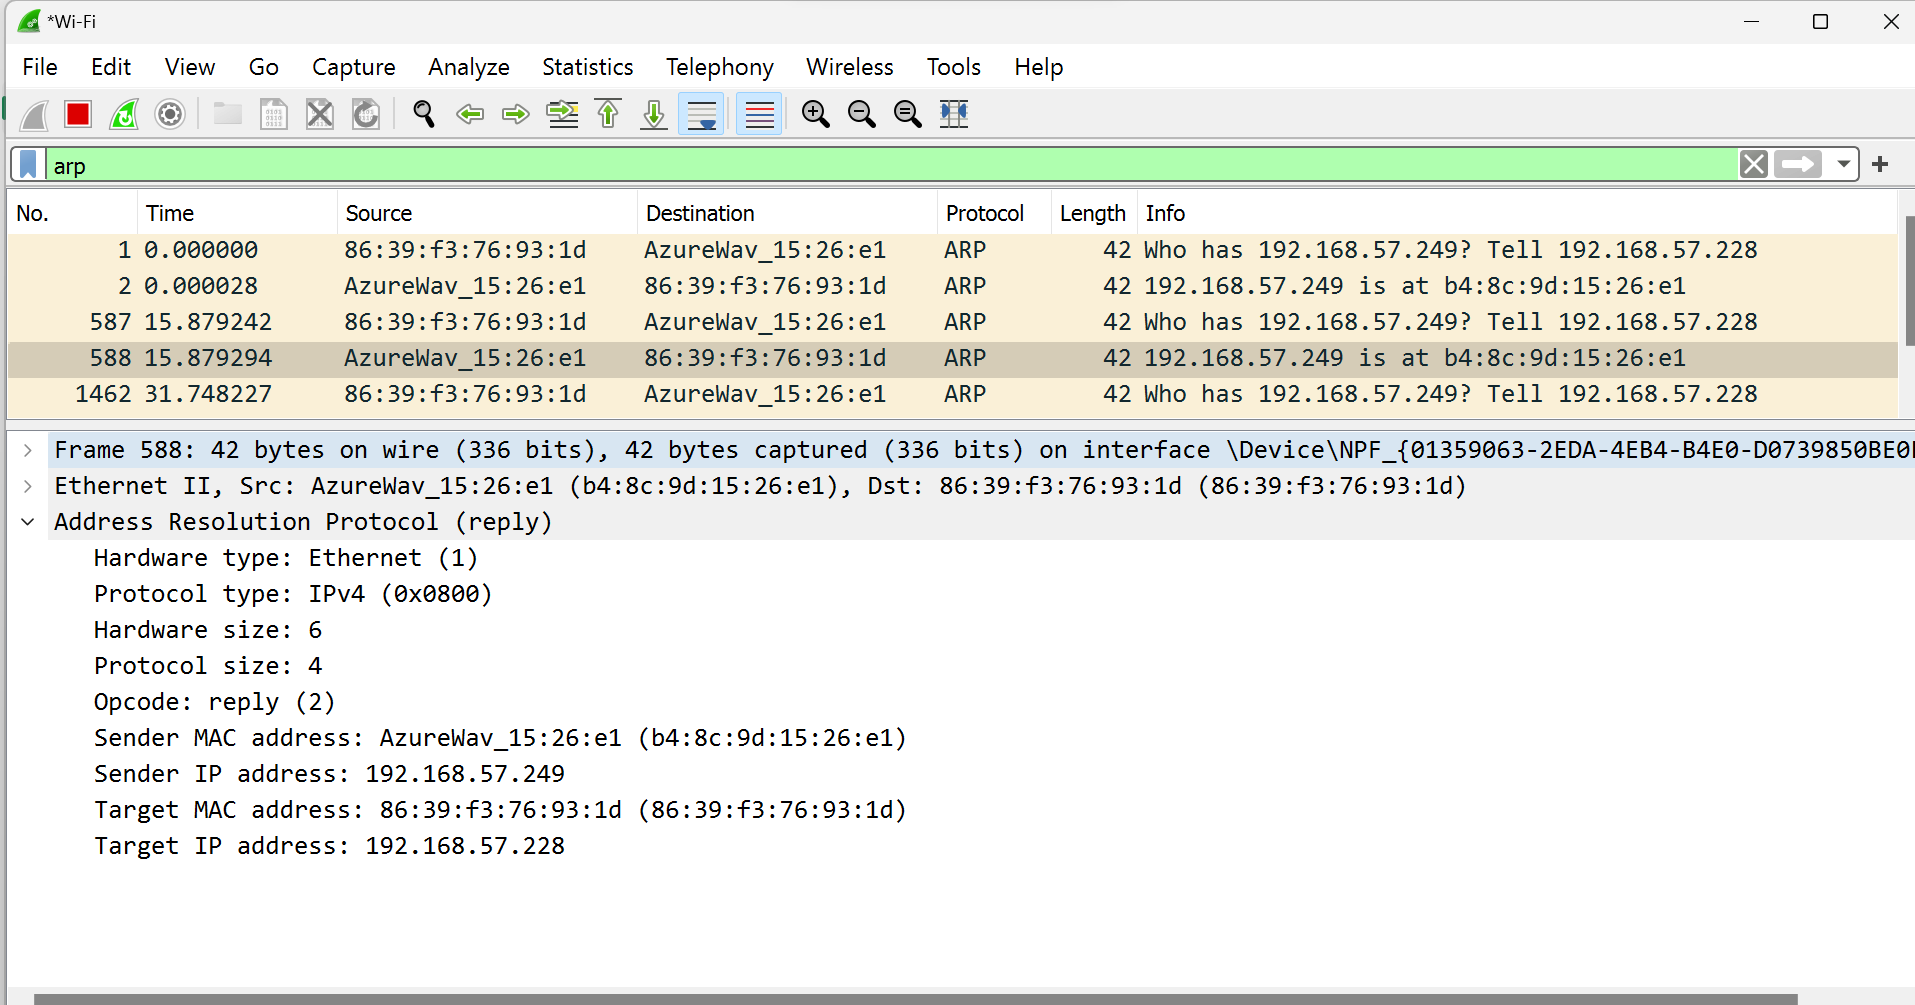 *Wi-Fi
File Edit View Go Capture Analyze Statistics Telephony Wireless Tools Help
arp
No. Time Source Destination Protocol Length Info
1 0.000000 86:39:f3:76:93:1d AzureWav_15:26:e1 ARP 42 Who has 192.168.57.249? Tell 192.168.57.228
2 0.000028 AzureWav_15:26:e1 86:39:f3:76:93:1d ARP 42 192.168.57.249 is at b4:8c:9d:15:26:e1
587 15.879242 86:39:f3:76:93:1d AzureWav_15:26:e1 ARP 42 Who has 192.168.57.249? Tell 192.168.57.228
588 15.879294 AzureWav_15:26:e1 86:39:f3:76:93:1d ARP 42 192.168.57.249 is at b4:8c:9d:15:26:e1
1462 31.748227 86:39:f3:76:93:1d AzureWav_15:26:e1 ARP 42 Who has 192.168.57.249? Tell 192.168.57.228
Frame 588: 42 bytes on wire (336 bits), 42 bytes captured (336 bits) on interface \Device\NPF_{01359063-2EDA-4EB4-B4E0-D0739850BE0
Ethernet II, Src: AzureWav_15:26:e1 (b4:8c:9d:15:26:e1), Dst: 86:39:f3:76:93:1d (86:39:f3:76:93:1d)
Address Resolution Protocol (reply)
Hardware type: Ethernet (1)
Protocol type: IPv4 (0x0800)
Hardware size: 6
Protocol size: 4
Opcode: reply (2)
Sender MAC address: AzureWav_15:26:e1 (b4:8c:9d:15:26:e1)
Sender IP address: 192.168.57.249
Target MAC address: 86:39:f3:76:93:1d (86:39:f3:76:93:1d)
Target IP address: 192.168.57.228